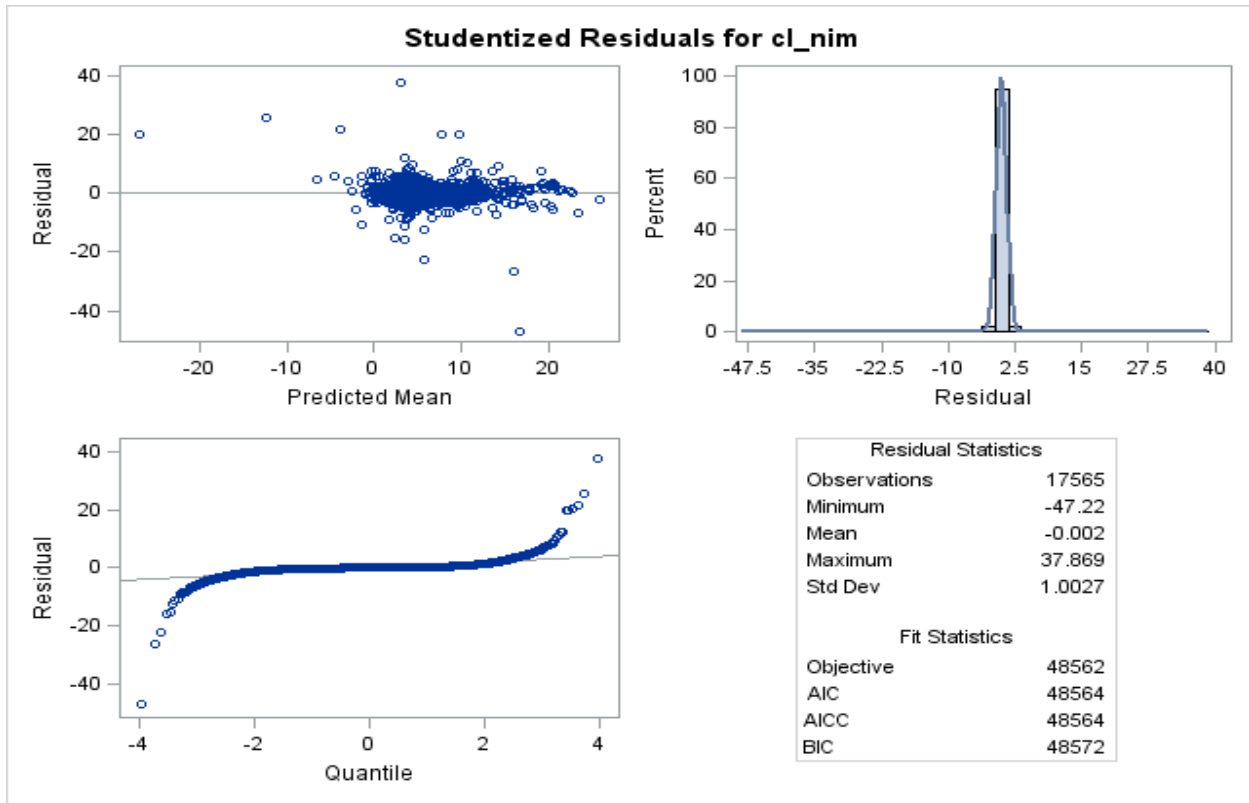 Studentized Residuals for cl_nim
40
20
0
-20
-40
Residual
-20 -10 0 10 20
Predicted Mean
100
80
60
40
20
0
Percent
-47.5 -35 -22.5 -10 2.5 15 27.5 40
Residual
40
20
0
-20
-40
Residual
-4 -2 0 2 4
Quantile
Residual Statistics
Observations 17565
Minimum -47.22
Mean -0.002
Maximum 37.869
Std Dev 1.0027
Fit Statistics
Objective 48562
AIC 48564
AICC 48564
BIC 48572